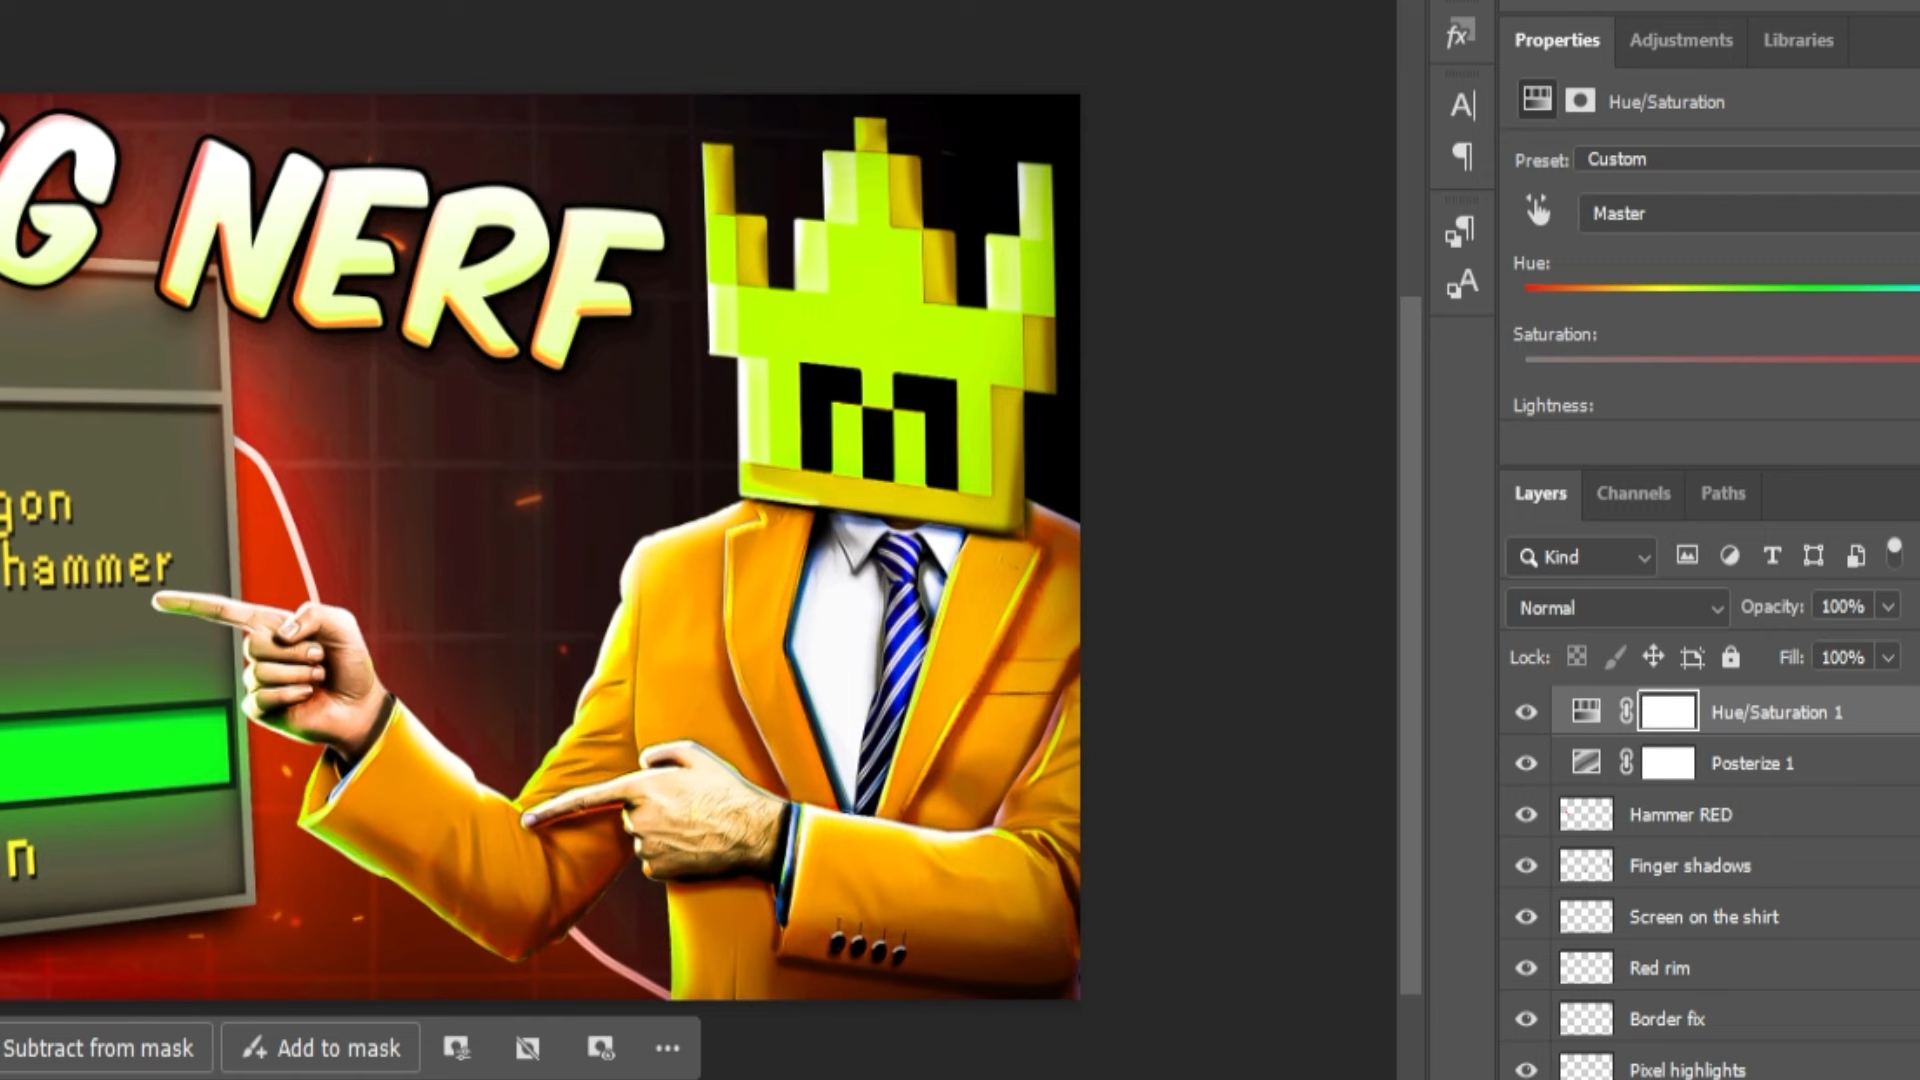 G NERF
gon
hammer
n
Subtract from mask
Add to mask
Properties
Adjustments
Libraries
Hue/Saturation
Preset:
Custom
Master
Hue:
Saturation:
Lightness:
Layers
Channels
Paths
Kind
Normal
Opacity:
100%
Lock:
Fill:
100%
Hue/Saturation 1
Posterize 1
Hammer RED
Finger shadows
Screen on the shirt
Red rim
Border fix
Pixel highlights